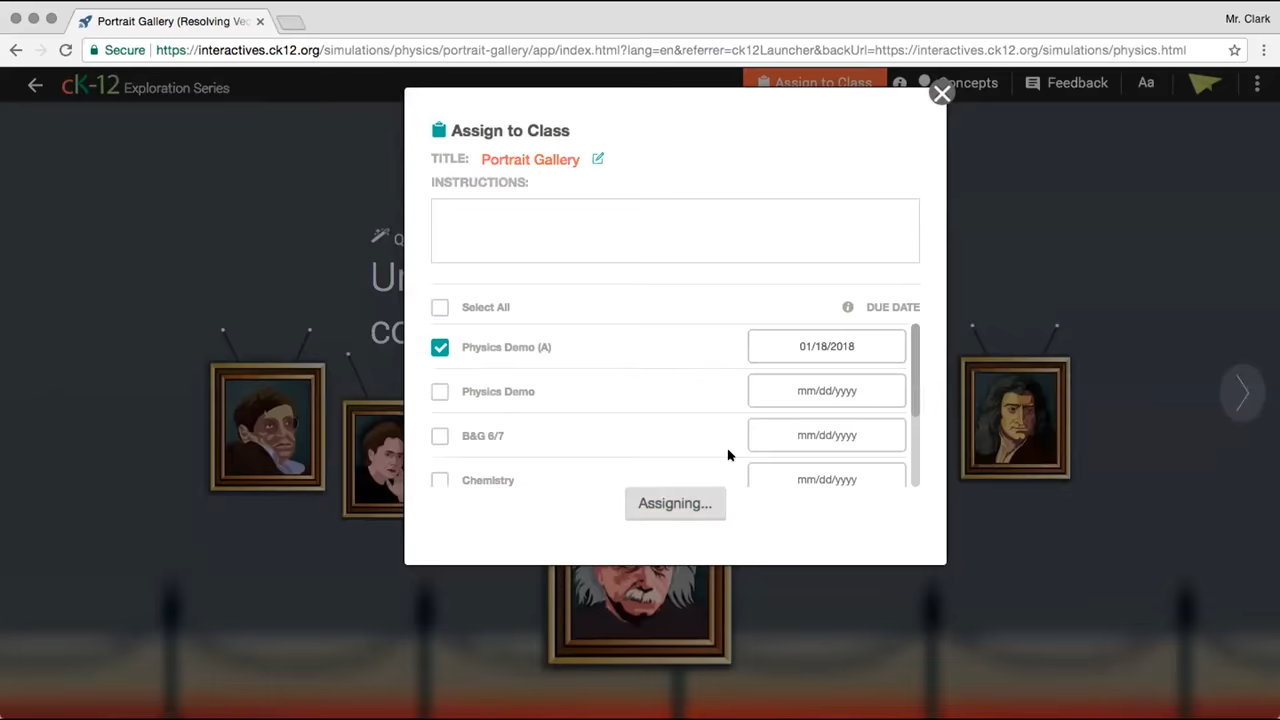 Portrait Gallery (Resolving Vec
Mr. Clark
Secure https://interactives.ck12.org/simulations/physics/portrait-gallery/app/index.html?lang=en&referrer=ck12Launcher&backUrl=https://interactives.ck12.org/simulations/physics.html
cK-12 Exploration Series
Assign to Class
oncepts
Feedback
Aa
Assign to Class
TITLE: Portrait Gallery
INSTRUCTIONS:
Select All
DUE DATE
Physics Demo (A)
01/18/2018
Physics Demo
mm/dd/yyyy
B&G 6/7
mm/dd/yyyy
Chemistry
mm/dd/yyyy
Assigning...